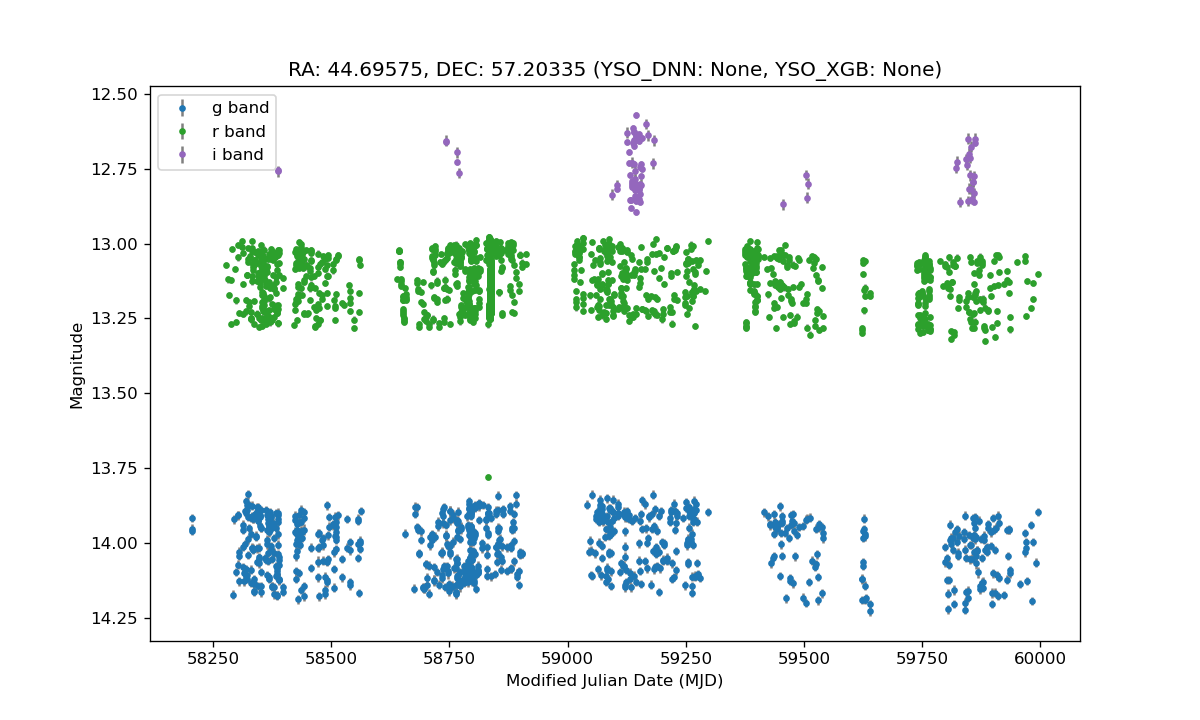 RA: 44.69575, DEC: 57.20335 (YSO_DNN: None, YSO_XGB: None)
g band
r band
i band
12.50
12.75
13.00
13.25
13.50
13.75
14.00
14.25
Magnitude
58250 58500 58750 59000 59250 59500 59750 60000
Modified Julian Date (MJD)